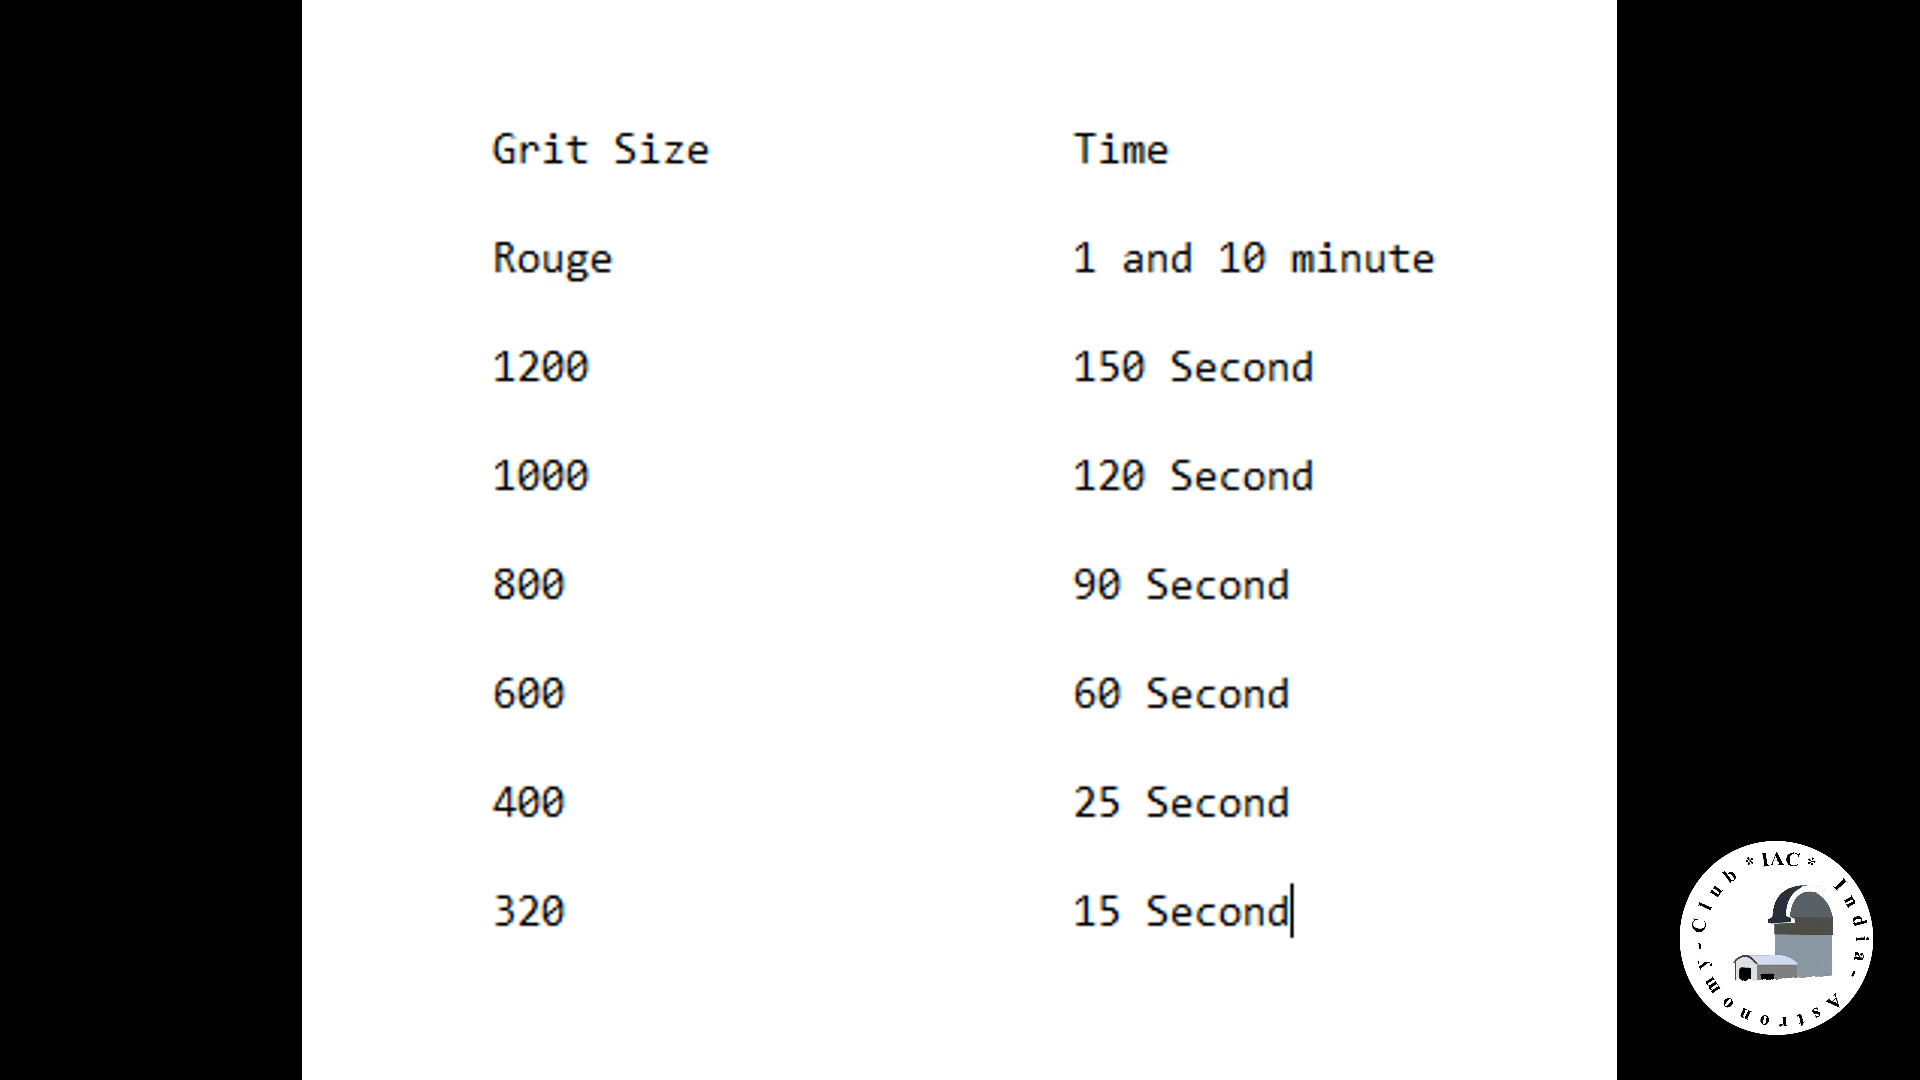 Grit Size Time
Rouge 1 and 10 minute
1200 150 Second
1000 120 Second
800 90 Second
600 60 Second
400 25 Second
320 15 Second
* IAC *
India-Astronomy-Club